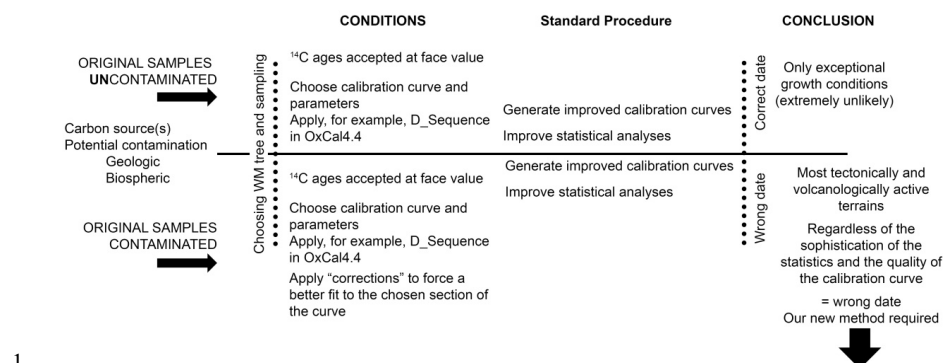 CONDITIONS
Standard Procedure
CONCLUSION
ORIGINAL SAMPLES
UNCONTAMINATED
Carbon source(s)
Potential contamination
Geologic
Biospheric
ORIGINAL SAMPLES
CONTAMINATED
Choosing WM tree and sampling
14C ages accepted at face value
Choose calibration curve and
parameters
Apply, for example, D_Sequence
in OxCal4.4
14C ages accepted at face value
Choose calibration curve and
parameters
Apply, for example, D_Sequence
in OxCal4.4
Apply “corrections” to force a
better fit to the chosen section of
the curve
Generate improved calibration curves
Improve statistical analyses
Generate improved calibration curves
Improve statistical analyses
Correct date
Wrong date
Only exceptional
growth conditions
(extremely unlikely)
Most tectonically and
volcanologically active
terrains
Regardless of the
sophistication of the
statistics and the quality of
the calibration curve
= wrong date
Our new method required
1